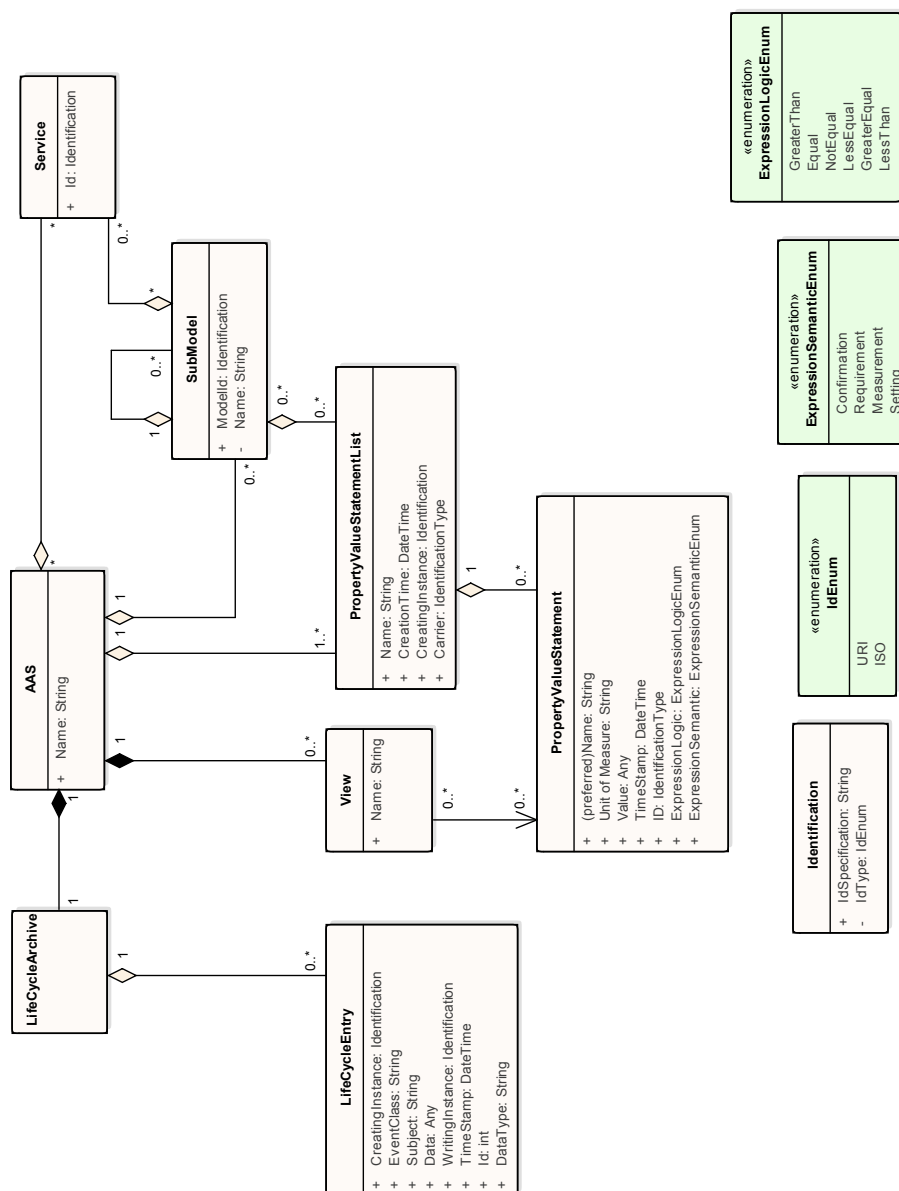 LifeCycleArchive
1
1
AAS
+ Name: String
*
*
Service
+ Id: Identification
1
1
1
1
0..*
*
1
0..*
SubModel
+ ModelId: Identification
- Name: String
0..*
0..*
0..*
1..*
0..*
0..*
LifeCycleEntry
+ CreatingInstance: Identification
+ EventClass: String
+ Subject: String
+ Data: Any
+ WritingInstance: Identification
+ TimeStamp: DateTime
+ Id: int
+ DataType: String
View
+ Name: String
0..*
0..*
PropertyValueStatementList
+ Name: String
+ CreationTime: DateTime
+ CreatingInstance: Identification
+ Carrier: IdentificationType
1
0..*
PropertyValueStatement
+ (preferred)Name: String
+ Unit of Measure: String
+ Value: Any
+ TimeStamp: DateTime
+ ID: IdentificationType
+ ExpressionLogic: ExpressionLogicEnum
+ ExpressionSemantic: ExpressionSemanticEnum
Identification
+ IdSpecification: String
- IdType: IdEnum
«enumeration»
IdEnum
URI
ISO
«enumeration»
ExpressionSemanticEnum
Confirmation
Requirement
Measurement
Setting
«enumeration»
ExpressionLogicEnum
GreaterThan
Equal
NotEqual
LessEqual
GreaterEqual
LessThan